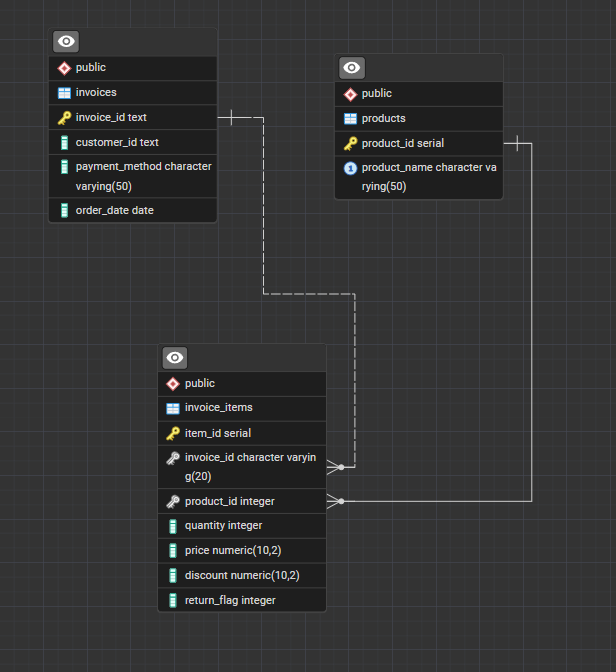 public
invoices
invoice_id text
customer_id text
payment_method character
varying(50)
order_date date
public
products
product_id serial
product_name character va
rying(50)
public
invoice_items
item_id serial
invoice_id character varyin
g(20)
product_id integer
quantity integer
price numeric(10,2)
discount numeric(10,2)
return_flag integer